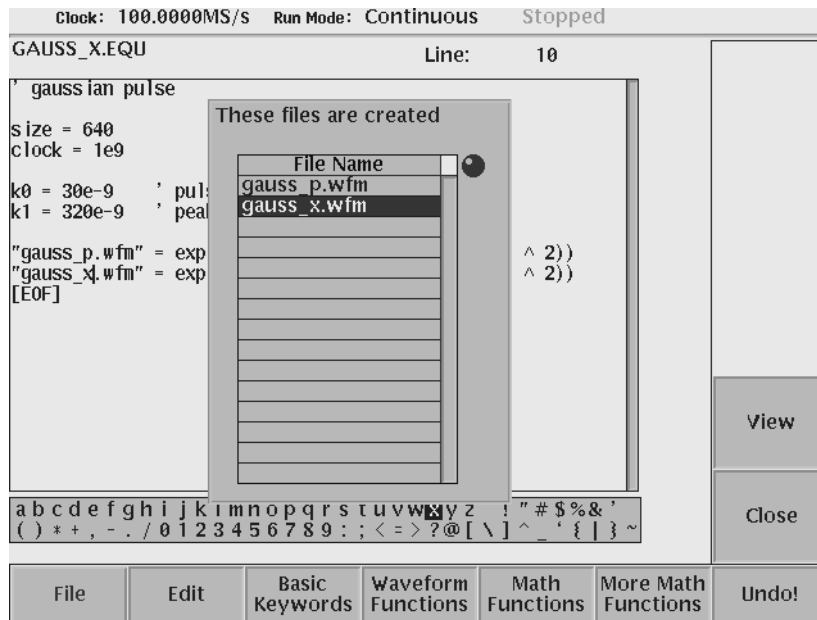 Clock: 100.0000MS/s Run Mode: Continuous Stopped
GAUSS_X.EQU Line: 10
' gaussian pulse
size = 640
clock = 1e9
k0 = 30e-9 '
k1 = 320e-9 '
"gauss_p.wfm" = exp ^ 2))
"gauss_x.wfm" = exp ^ 2))
[EOF]
These files are created
File Name
gauss_p.wfm
gauss_x.wfm
a b c d e f g h i j k l m n o p q r s t u v w x y z ! " # $ % & '
( ) * + , - . / 0 1 2 3 4 5 6 7 8 9 : ; < = > ? @ [ \ ] ^ _ ‘ { | } ~
View
Close
File
Edit
Basic Keywords
Waveform Functions
Math Functions
More Math Functions
Undo!